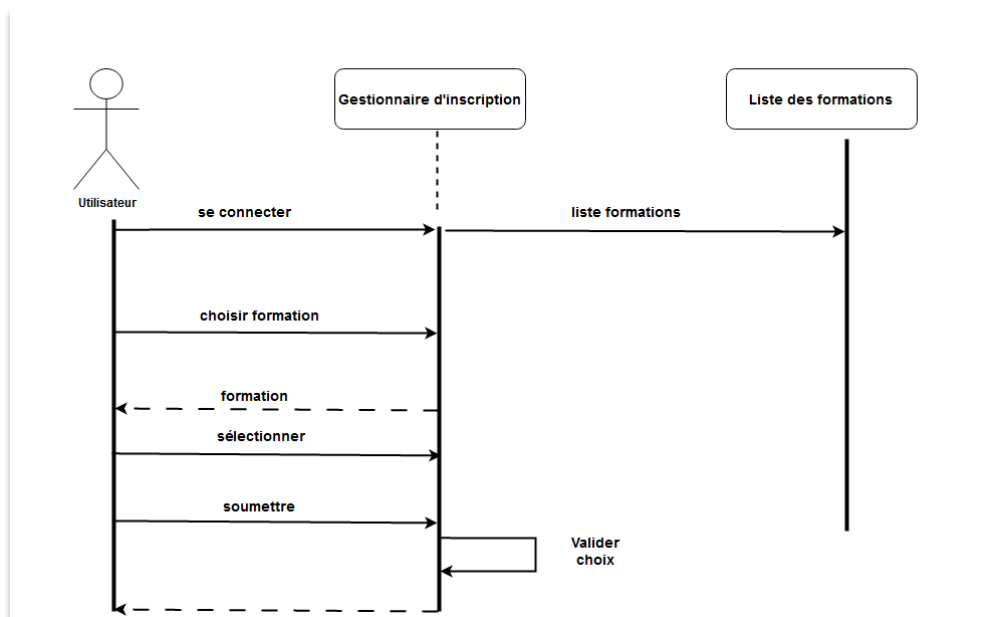 Gestionnaire d'inscription
Liste des formations
Utilisateur
se connecter
liste formations
choisir formation
formation
sélectionner
soumettre
Valider
choix